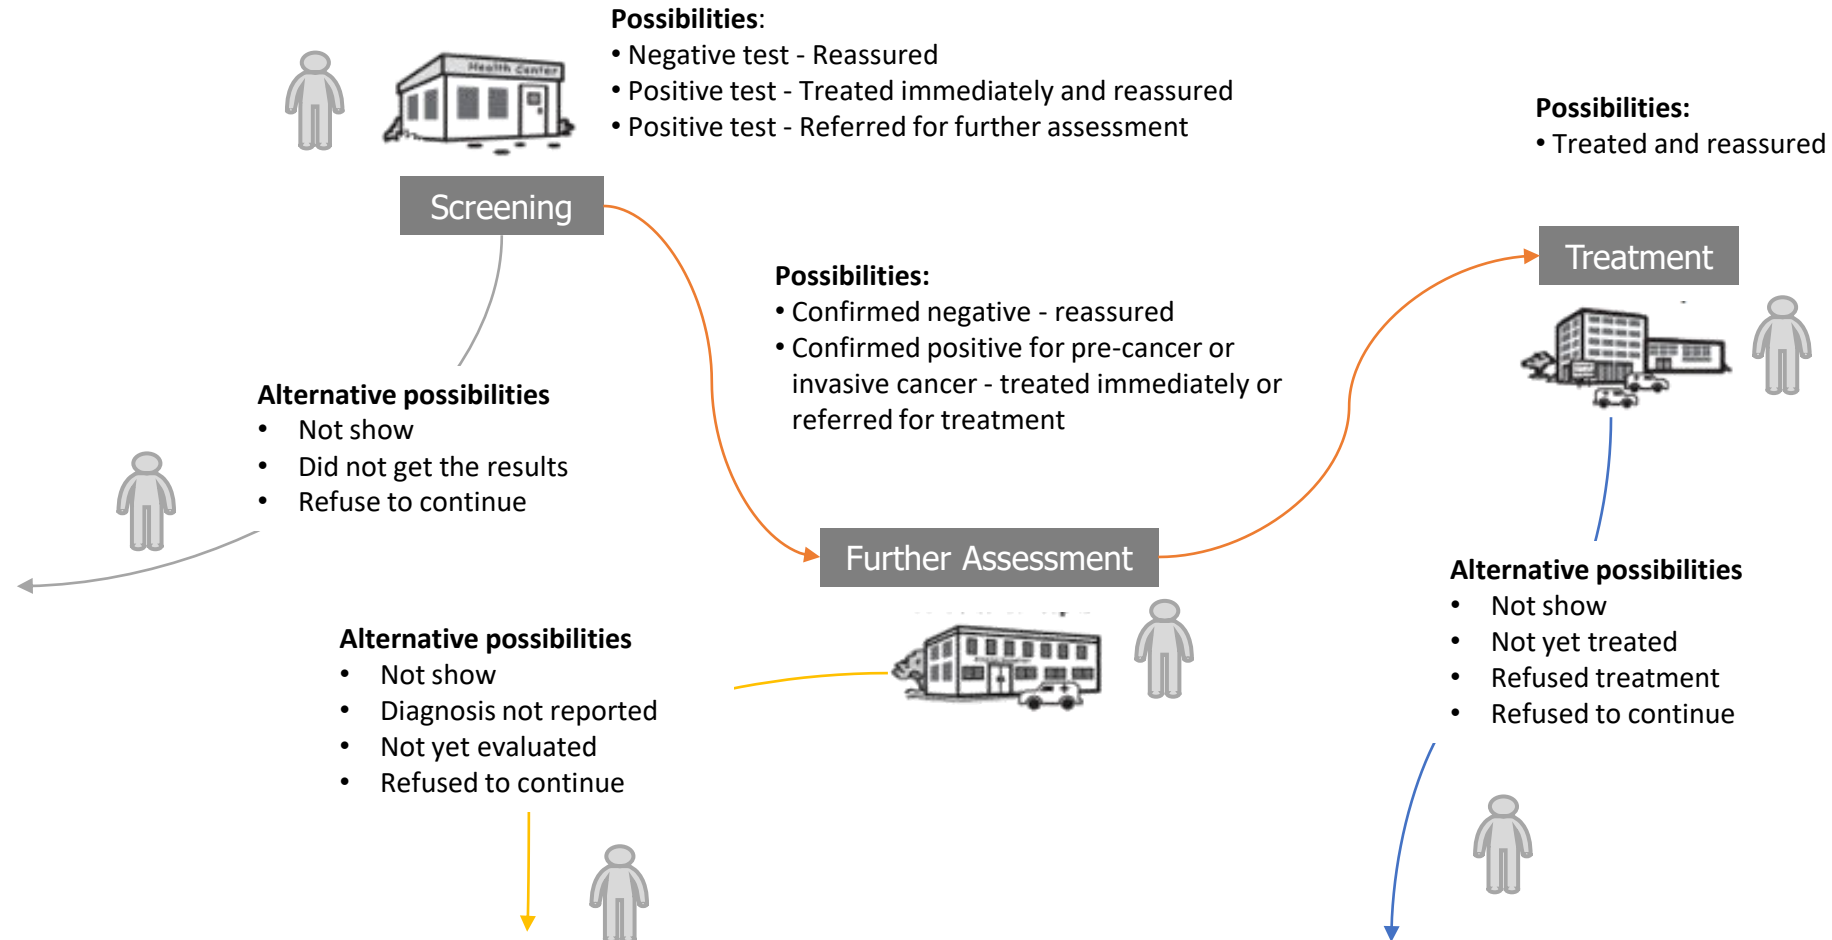 Possibilities:
• Negative test - Reassured
• Positive test - Treated immediately and reassured
• Positive test - Referred for further assessment
Health Center
Screening
Possibilities:
• Treated and reassured
Treatment
Possibilities:
• Confirmed negative - reassured
• Confirmed positive for pre-cancer or
invasive cancer - treated immediately or
referred for treatment
Alternative possibilities
• Not show
• Did not get the results
• Refuse to continue
Further Assessment
Alternative possibilities
• Not show
• Diagnosis not reported
• Not yet evaluated
• Refused to continue
Alternative possibilities
• Not show
• Not yet treated
• Refused treatment
• Refused to continue